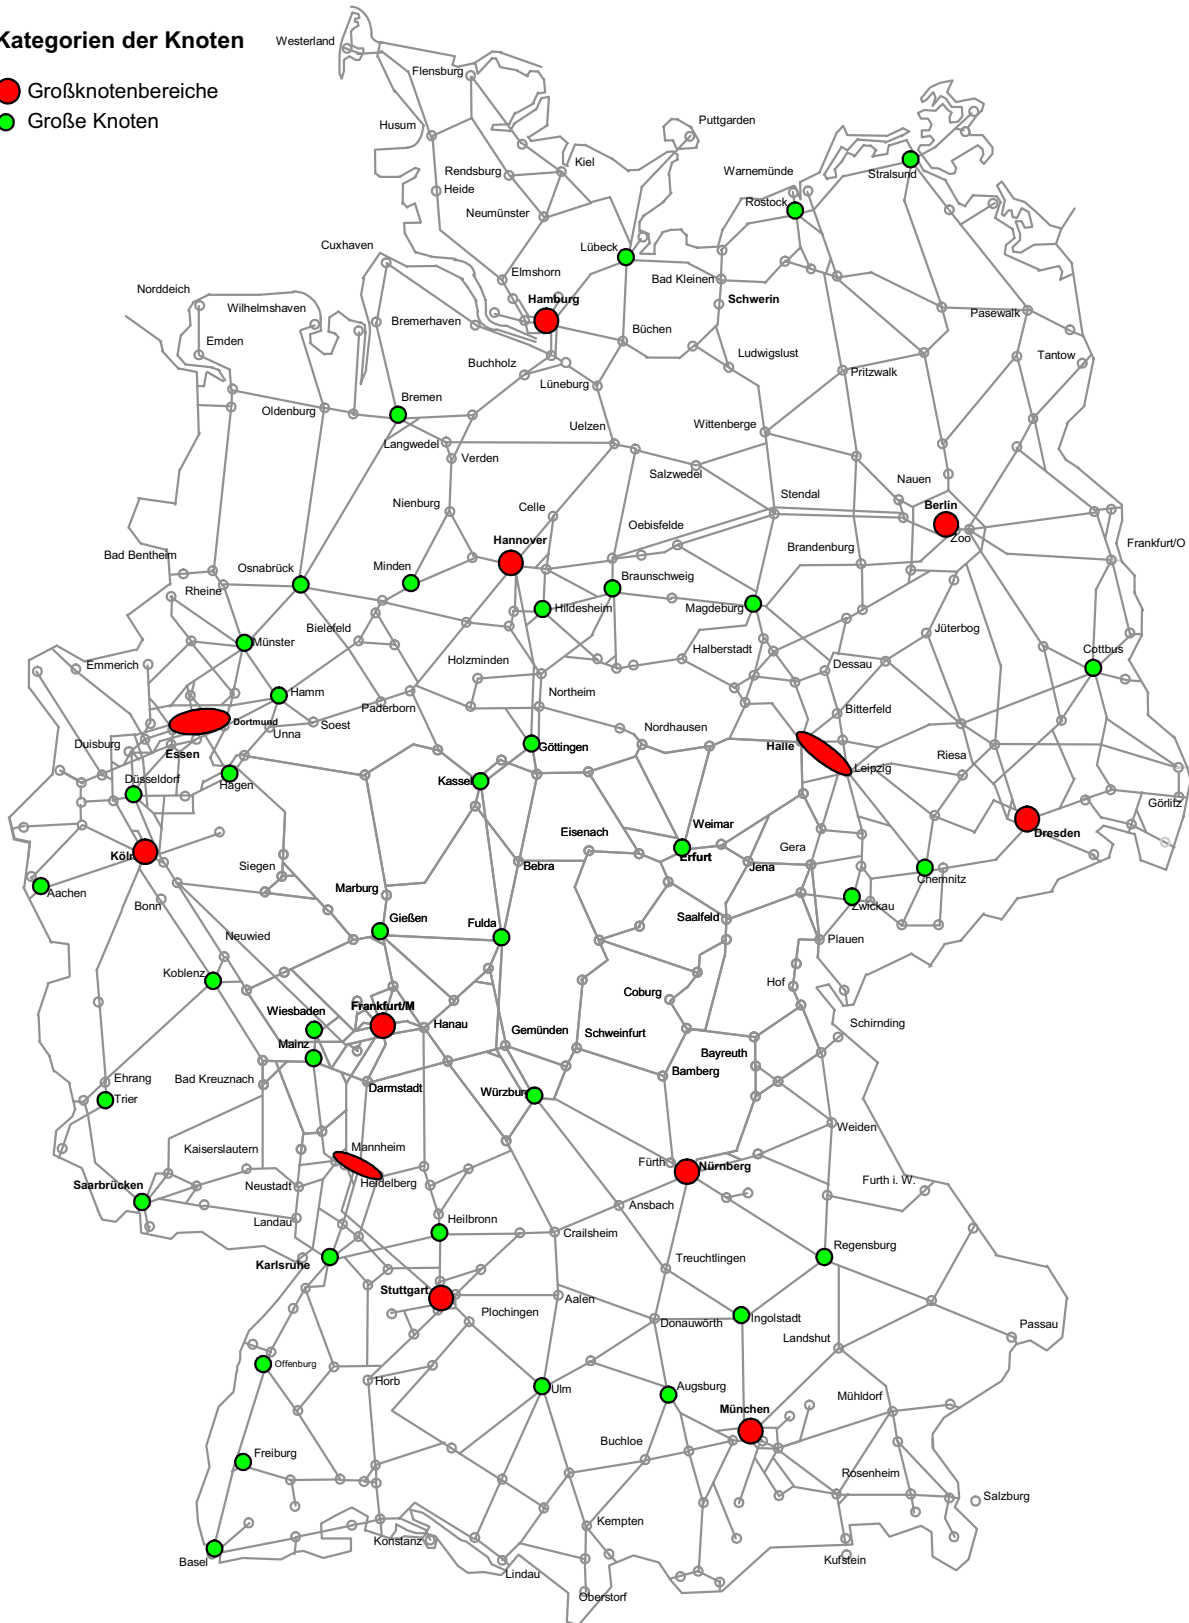 Kategorien der Knoten
Großknotenbereiche
Große Knoten
Westerland
Flensburg
Husum
Puttgarden
Kiel
Rendsburg
Heide
Warnemünde
Stralsund
Neumünster
Rostock
Cuxhaven
Lübeck
Elmshorn
Bad Kleinen
Norddeich
Hamburg
Schwerin
Wilhelmshaven
Pasewalk
Bremerhaven
Büchen
Emden
Ludwigslust
Tantow
Buchholz
Lüneburg
Pritzwalk
Bremen
Oldenburg
Uelzen
Wittenberge
Langwedel
Verden
Salzwedel
Nauen
Stendal
Nienburg
Celle
Berlin
Oebisfelde
Zoo
Hannover
Frankfurt/O
Bad Bentheim
Brandenburg
Osnabrück
Minden
Braunschweig
Rheine
Hildesheim
Magdeburg
Bielefeld
Jüterbog
Münster
Halberstadt
Cottbus
Emmerich
Holzminden
Dessau
Hamm
Northeim
Paderborn
Bitterfeld
Dortmund
Soest
Nordhausen
Unna
Duisburg
Göttingen
Halle
Essen
Riesa
Leipzig
Düsseldorf
Kassel
Hagen
Görlitz
Weimar
Eisenach
Dresden
Gera
Köln
Erfurt
Siegen
Bebra
Jena
Chemnitz
Aachen
Marburg
Bonn
Zwickau
Gießen
Fulda
Saalfeld
Neuwied
Plauen
Koblenz
Hof
Coburg
Frankfurt/M
Wiesbaden
Hanau
Schirnding
Gemünden
Schweinfurt
Mainz
Bayreuth
Ehrang
Bad Kreuznach
Bamberg
Darmstadt
Würzburg
Trier
Weiden
Kaiserslautern
Mannheim
Fürth
Nürnberg
Saarbrücken
Neustadt
Heidelberg
Furth i. W.
Ansbach
Landau
Heilbronn
Crailsheim
Regensburg
Treuchtlingen
Karlsruhe
Stuttgart
Aalen
Plochingen
Ingolstadt
Donauwörth
Passau
Landshut
Offenburg
Horb
Ulm
Augsburg
Mühldorf
München
Buchloe
Freiburg
Rosenheim
Salzburg
Kempten
Konstanz
Basel
Kufstein
Lindau
Oberstorf